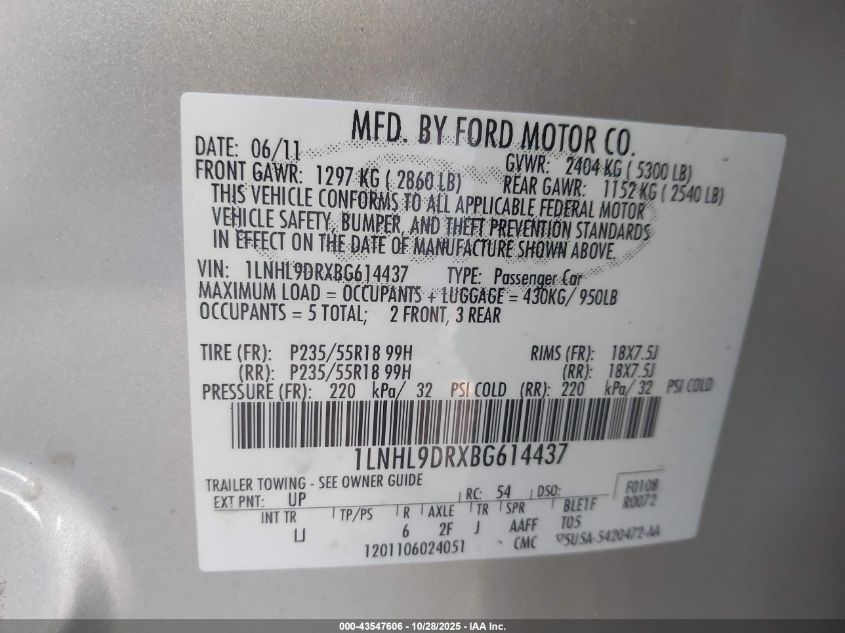 MFD. BY FORD MOTOR CO.
DATE: 06/11 GVWR: 2404 KG ( 5300 LB)
FRONT GAWR: 1297 KG ( 2860 LB) REAR GAWR: 1152 KG ( 2540 LB)
THIS VEHICLE CONFORMS TO ALL APPLICABLE FEDERAL MOTOR
VEHICLE SAFETY, BUMPER, AND THEFT PREVENTION STANDARDS
IN EFFECT ON THE DATE OF MANUFACTURE SHOWN ABOVE.
VIN: 1LNHL9DRXBG614437 TYPE: Passenger Car
MAXIMUM LOAD = OCCUPANTS + LUGGAGE = 430KG/ 950LB
OCCUPANTS = 5 TOTAL; 2 FRONT, 3 REAR
TIRE (FR): P235/55R18 99H RIMS (FR): 18X7.5J
(RR): P235/55R18 99H (RR): 18X7.5J
PRESSURE (FR): 220 kPa/ 32 PSI COLD (RR): 220 kPa/ 32 PSI COLD
1LNHL9DRXBG614437
TRAILER TOWING - SEE OWNER GUIDE
EXT PNT: UP RC: 54 DSO: F0108
R0072
INT TR TP/PS R AXLE TR SPR BLE1F
LJ 6 2F J AAFF T05
1201106024051 CMC 5U5A-5420472-AA
000-43547606 - 10/28/2025 - IAA Inc.